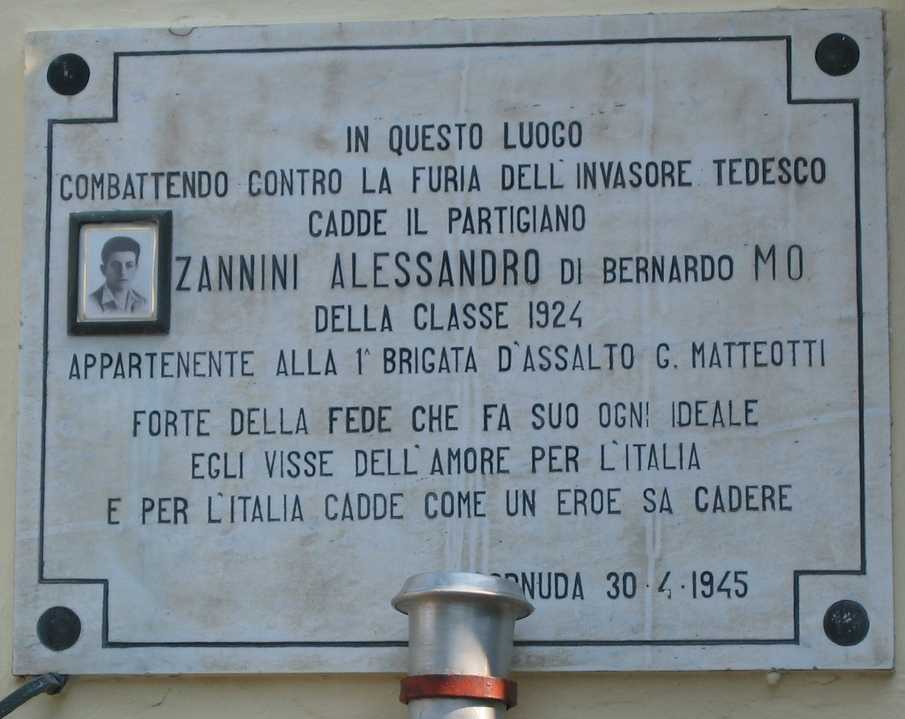 IN QUESTO LUOGO
COMBATTENDO CONTRO LA FURIA DELL'INVASORE TEDESCO
CADDE IL PARTIGIANO
ZANNINI ALESSANDRO DI BERNARDO MO
DELLA CLASSE 1924
APPARTENENTE ALLA 1^ BRIGATA D'ASSALTO G. MATTEOTTI
FORTE DELLA FEDE CHE FA SUO OGNI IDEALE
EGLI VISSE DELL'AMORE PER L'ITALIA
E PER L'ITALIA CADDE COME UN EROE SA CADERE
30·4·1945